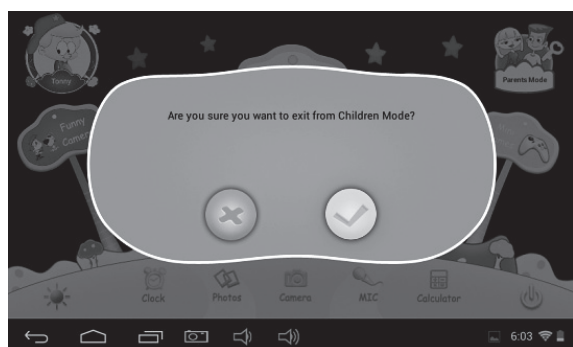 Tommy
Parents Mode
Are you sure you want to exit from Children Mode?
Funny
Camera
Clock
Photos
Camera
MIC
Calculator
6:03